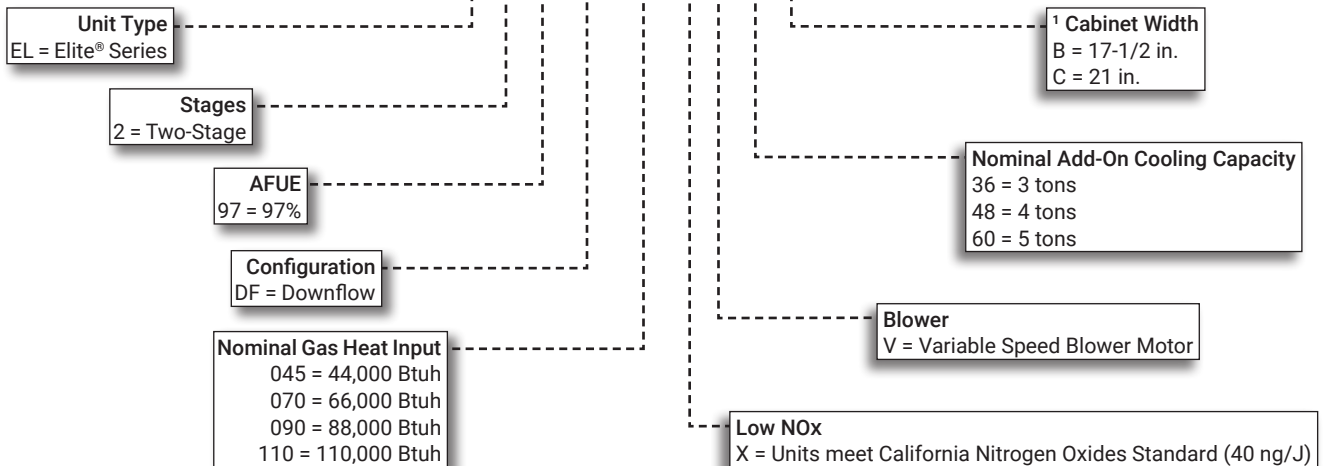 Unit Type
EL = Elite® Series
Stages
2 = Two-Stage
AFUE
97 = 97%
Configuration
DF = Downflow
Nominal Gas Heat Input
045 = 44,000 Btuh
070 = 66,000 Btuh
090 = 88,000 Btuh
110 = 110,000 Btuh
¹ Cabinet Width
B = 17-1/2 in.
C = 21 in.
Nominal Add-On Cooling Capacity
36 = 3 tons
48 = 4 tons
60 = 5 tons
Blower
V = Variable Speed Blower Motor
Low NOx
X = Units meet California Nitrogen Oxides Standard (40 ng/J)